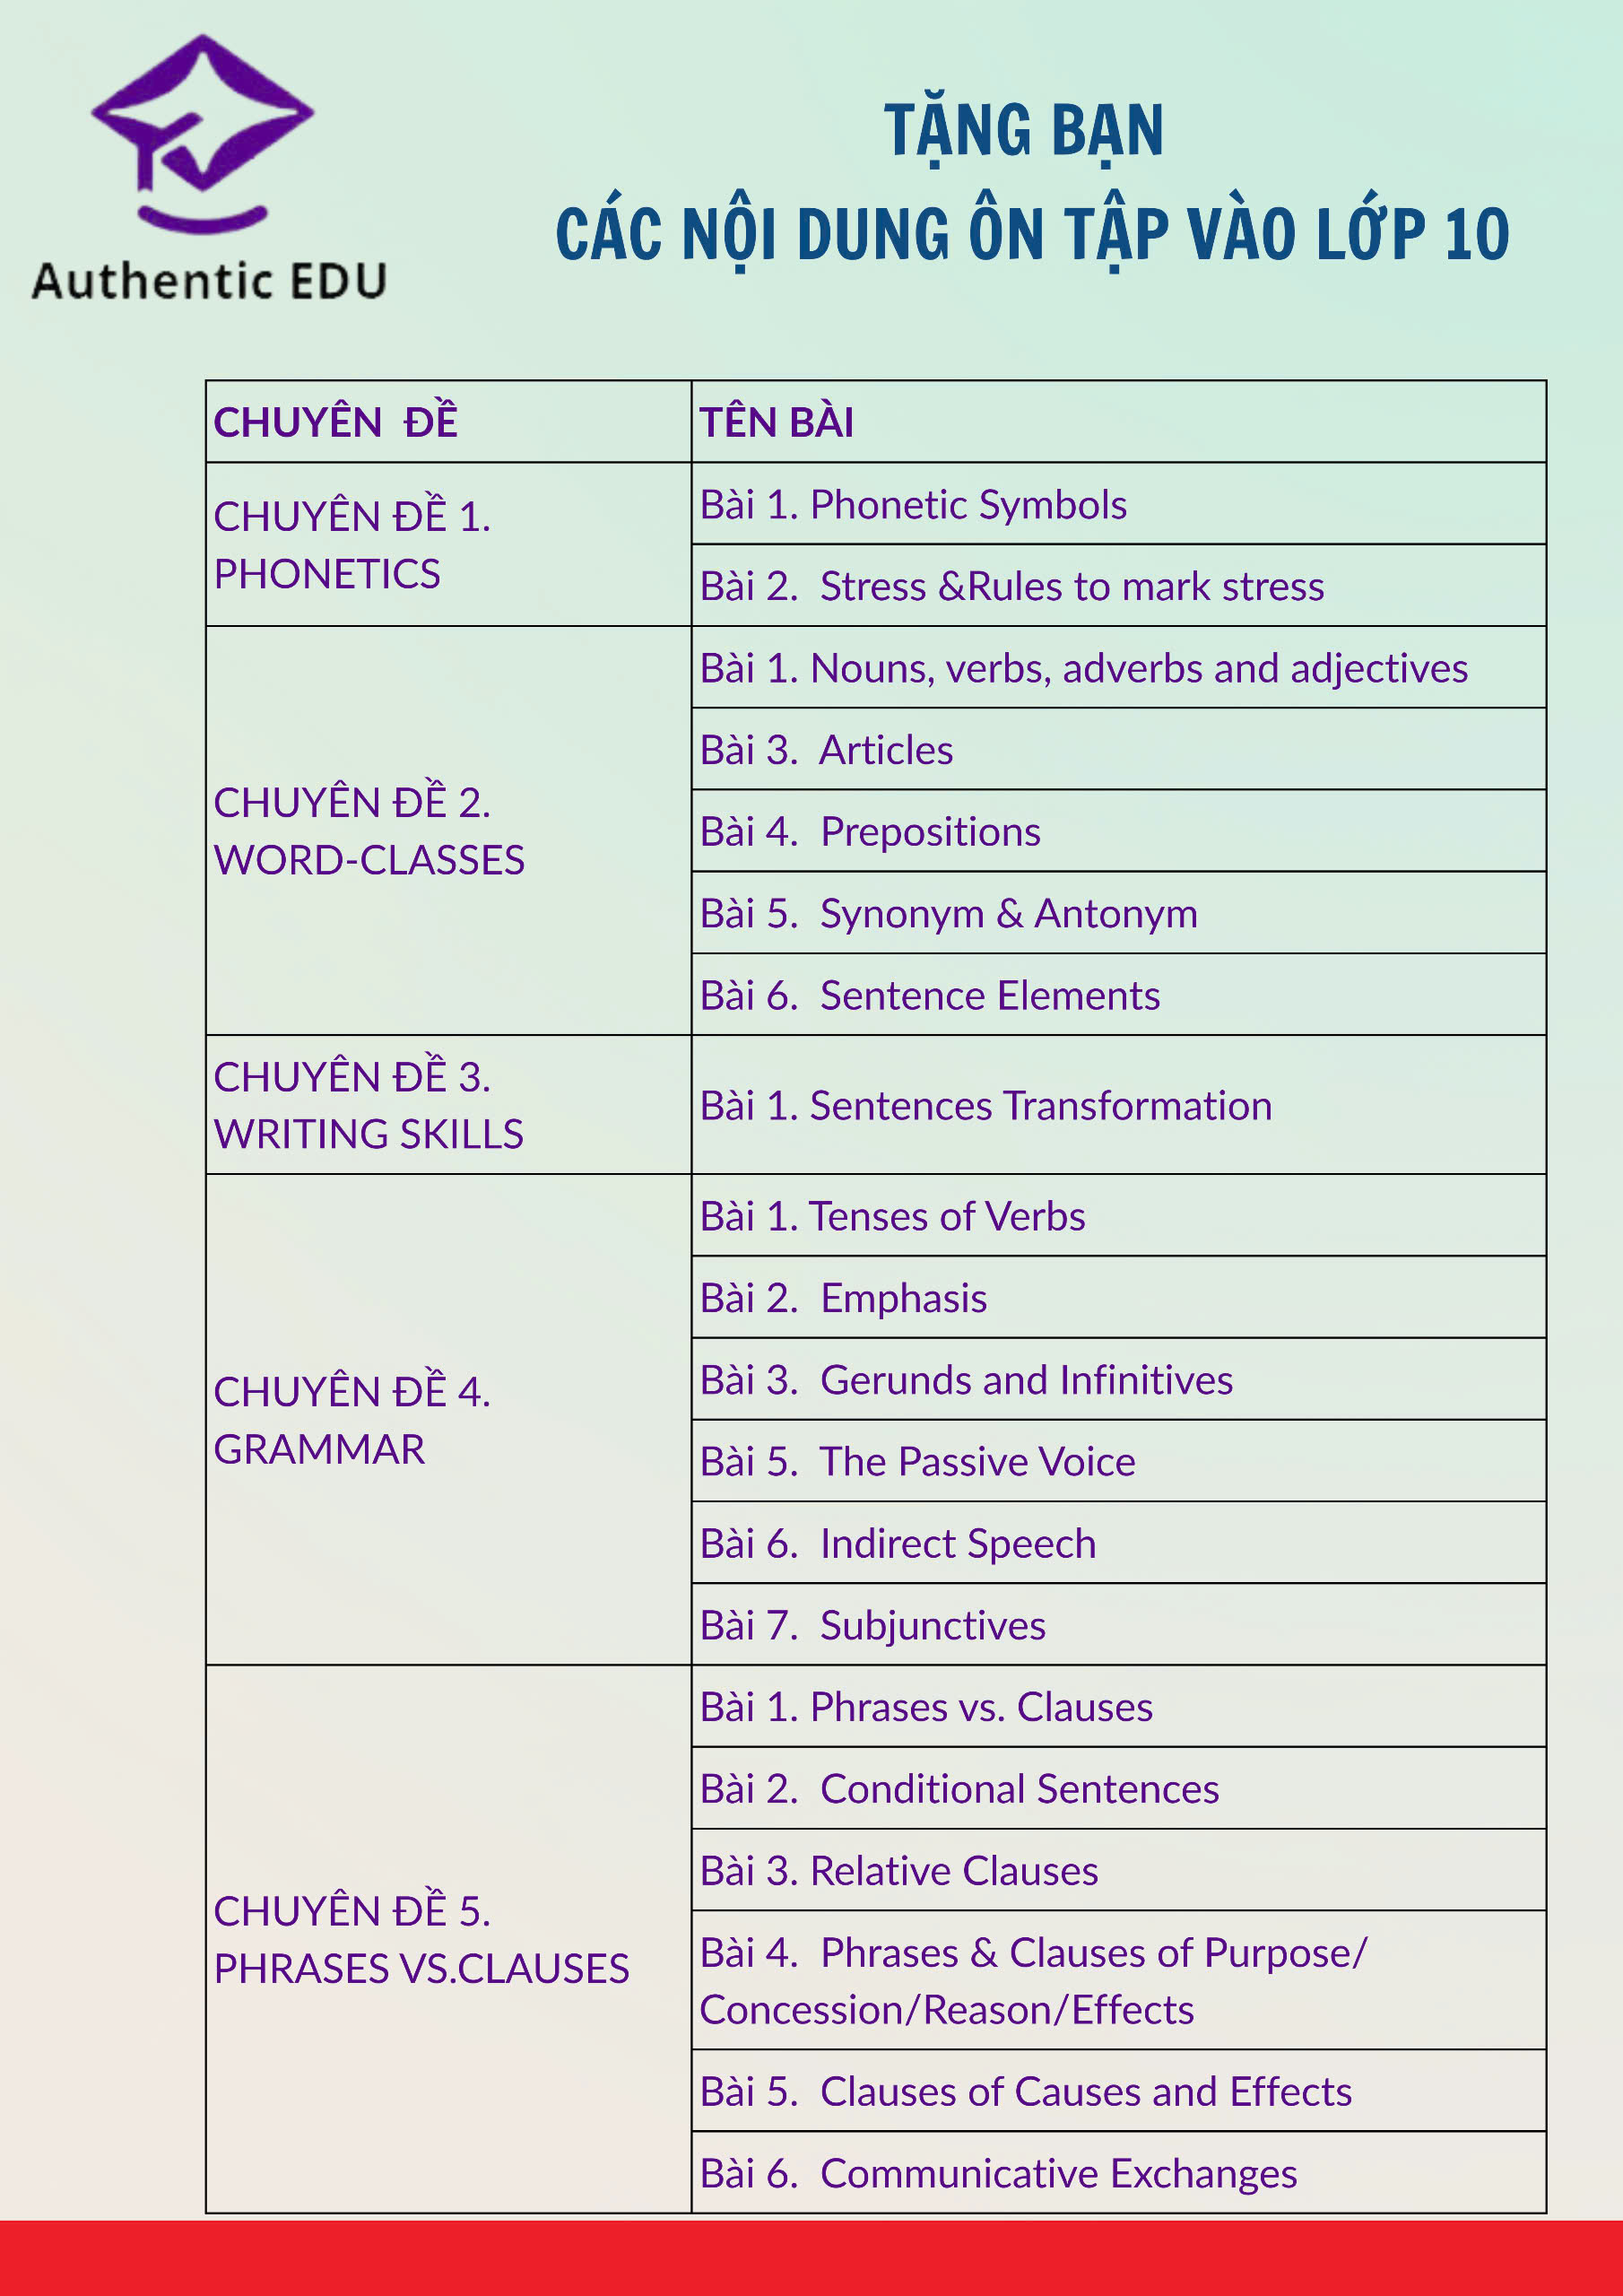 Authentic EDU
TẶNG BẠN
CÁC NỘI DUNG ÔN TẬP VÀO LỚP 10
CHUYÊN ĐỀ
TÊN BÀI
CHUYÊN ĐỀ 1.
PHONETICS
Bài 1. Phonetic Symbols
Bài 2. Stress &Rules to mark stress
CHUYÊN ĐỀ 2.
WORD-CLASSES
Bài 1. Nouns, verbs, adverbs and adjectives
Bài 3. Articles
Bài 4. Prepositions
Bài 5. Synonym & Antonym
Bài 6. Sentence Elements
CHUYÊN ĐỀ 3.
WRITING SKILLS
Bài 1. Sentences Transformation
CHUYÊN ĐỀ 4.
GRAMMAR
Bài 1. Tenses of Verbs
Bài 2. Emphasis
Bài 3. Gerunds and Infinitives
Bài 5. The Passive Voice
Bài 6. Indirect Speech
Bài 7. Subjunctives
CHUYÊN ĐỀ 5.
PHRASES VS.CLAUSES
Bài 1. Phrases vs. Clauses
Bài 2. Conditional Sentences
Bài 3. Relative Clauses
Bài 4. Phrases & Clauses of Purpose/
Concession/Reason/Effects
Bài 5. Clauses of Causes and Effects
Bài 6. Communicative Exchanges